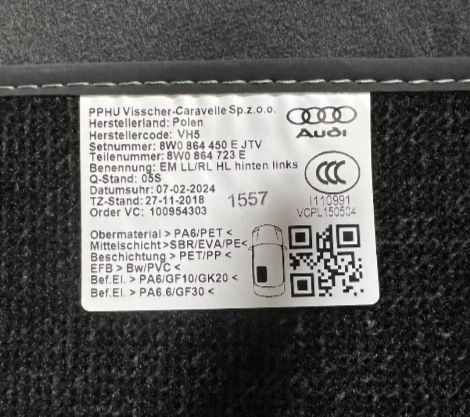 PPHU Visscher-Caravelle Sp.z.o.o.
Herstellerland: Polen
Herstellercode: VH5
Setnummer: 8W0 864 450 E JTV
Teilenummer: 8W0 864 723 E
Benennung: EM LL/RL HL hinten links
Q-Stand: 05S
Datumsuhr: 07-02-2024
TZ-Stand: 27-11-2018
Order VC: 100954303
1557
Audi
CCC
I110991
VCPL150504
Obermaterial > PA6/PET <
Mittelschicht>SBR/EVA/PE<
Beschichtung > PET/PP <
EFB > Bw/PVC <
Bef.El. > PA6/GF10/GK20 <
Bef.El. > PA6.6/GF30 <